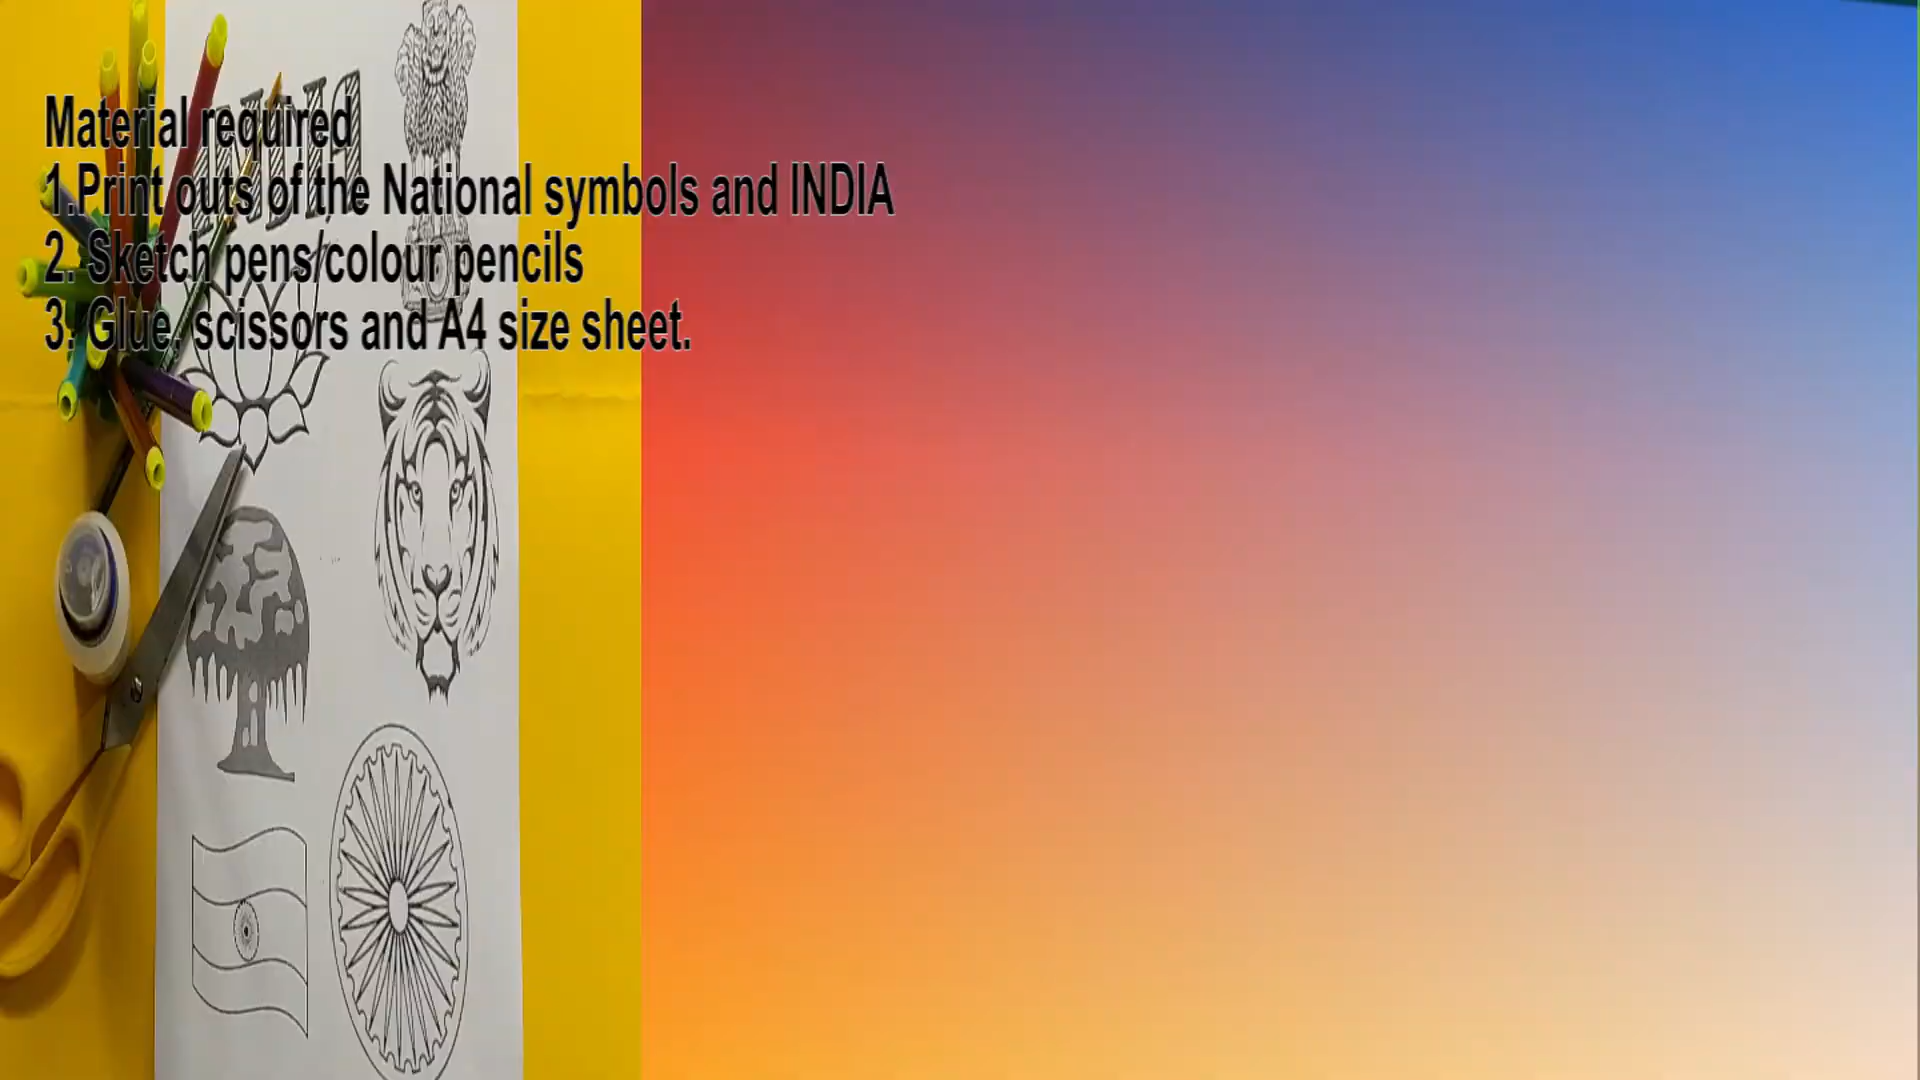 INDIA
Material required
1.Print outs of the National symbols and INDIA
2. Sketch pens/colour pencils
3. Glue, scissors and A4 size sheet.